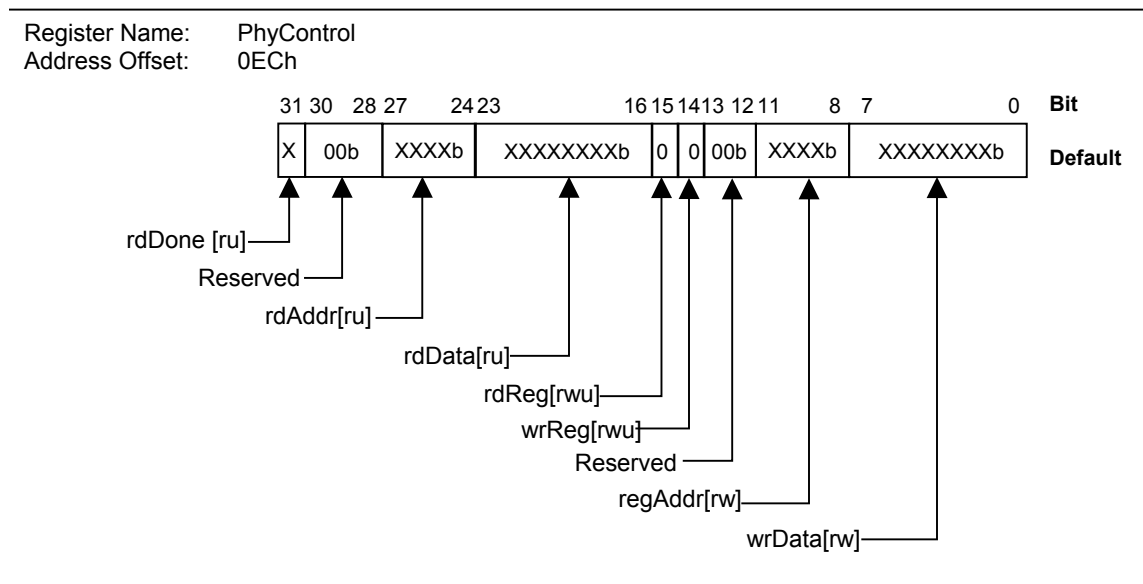 Register Name: PhyControl
Address Offset: 0ECh
31 30 28 27 24 23 16 15 14 13 12 11 8 7 0 Bit
X 00b XXXXb XXXXXXXXb 0 0 00b XXXXb XXXXXXXXb Default
rdDone [ru]
Reserved
rdAddr[ru]
rdData[ru]
rdReg[rwu]
wrReg[rwu]
Reserved
regAddr[rw]
wrData[rw]